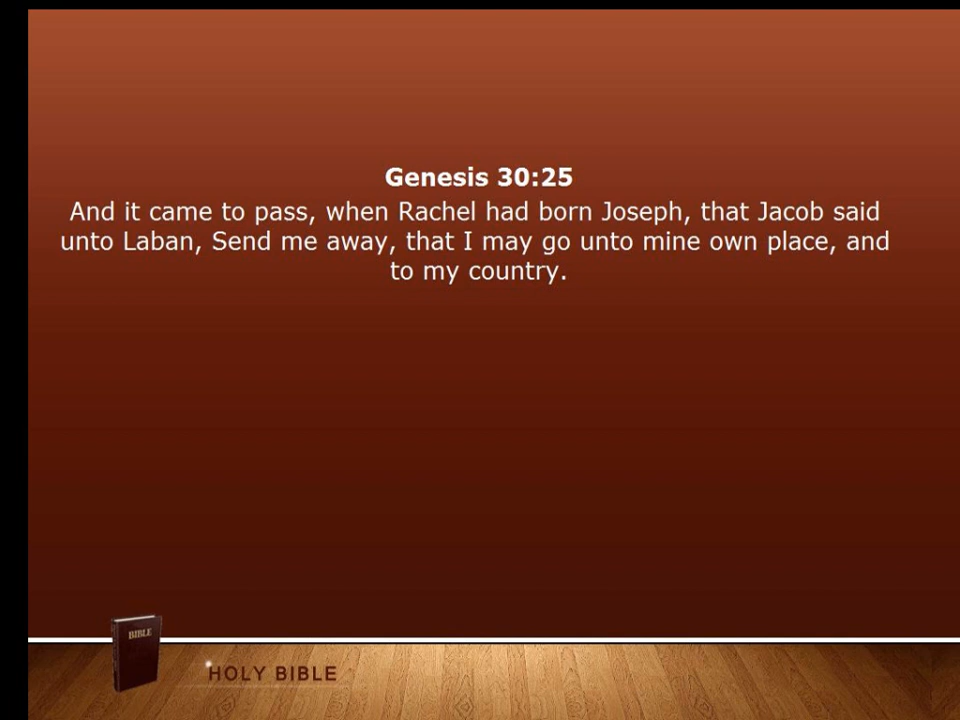 Genesis 30:25
And it came to pass, when Rachel had born Joseph, that Jacob said
unto Laban, Send me away, that I may go unto mine own place, and
to my country.
BIBLE
HOLY BIBLE